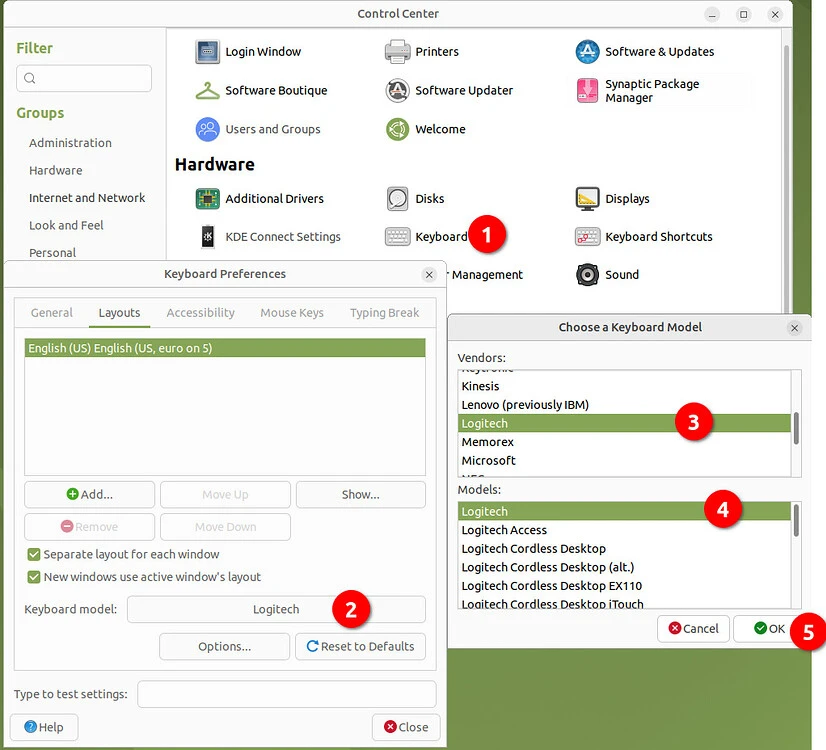 Control Center
Filter
Groups
Administration
Hardware
Internet and Network
Look and Feel
Personal
Login Window
Printers
Software & Updates
Software Boutique
Software Updater
Synaptic Package
Manager
Users and Groups
Welcome
Hardware
Additional Drivers
Disks
Displays
KDE Connect Settings
Keyboard
1
Keyboard Shortcuts
r Management
Sound
Keyboard Preferences
General
Layouts
Accessibility
Mouse Keys
Typing Break
English (US) English (US, euro on 5)
Add...
Move Up
Show...
Remove
Move Down
Separate layout for each window
New windows use active window's layout
Keyboard model:
Logitech
2
Options...
Reset to Defaults
Type to test settings:
Help
Close
Choose a Keyboard Model
Vendors:
Keytronic
Kinesis
Lenovo (previously IBM)
Logitech
3
Memorex
Microsoft
NEC
Models:
Logitech
4
Logitech Access
Logitech Cordless Desktop
Logitech Cordless Desktop (alt.)
Logitech Cordless Desktop EX110
Logitech Cordless Desktop iTouch
Cancel
OK
5